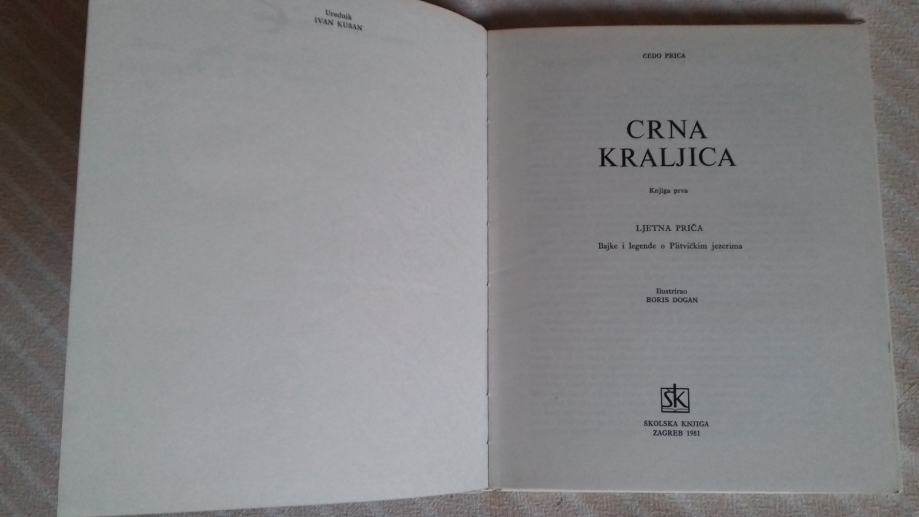 Urednik
IVAN KUŠAN
ČEDO PRICA
CRNA
KRALJICA
Knjiga prva
LJETNA PRIČA
Bajke i legende o Plitvičkim jezerima
Ilustrirao
BORIS DOGAN
ŠK
ŠKOLSKA KNJIGA
ZAGREB 1981